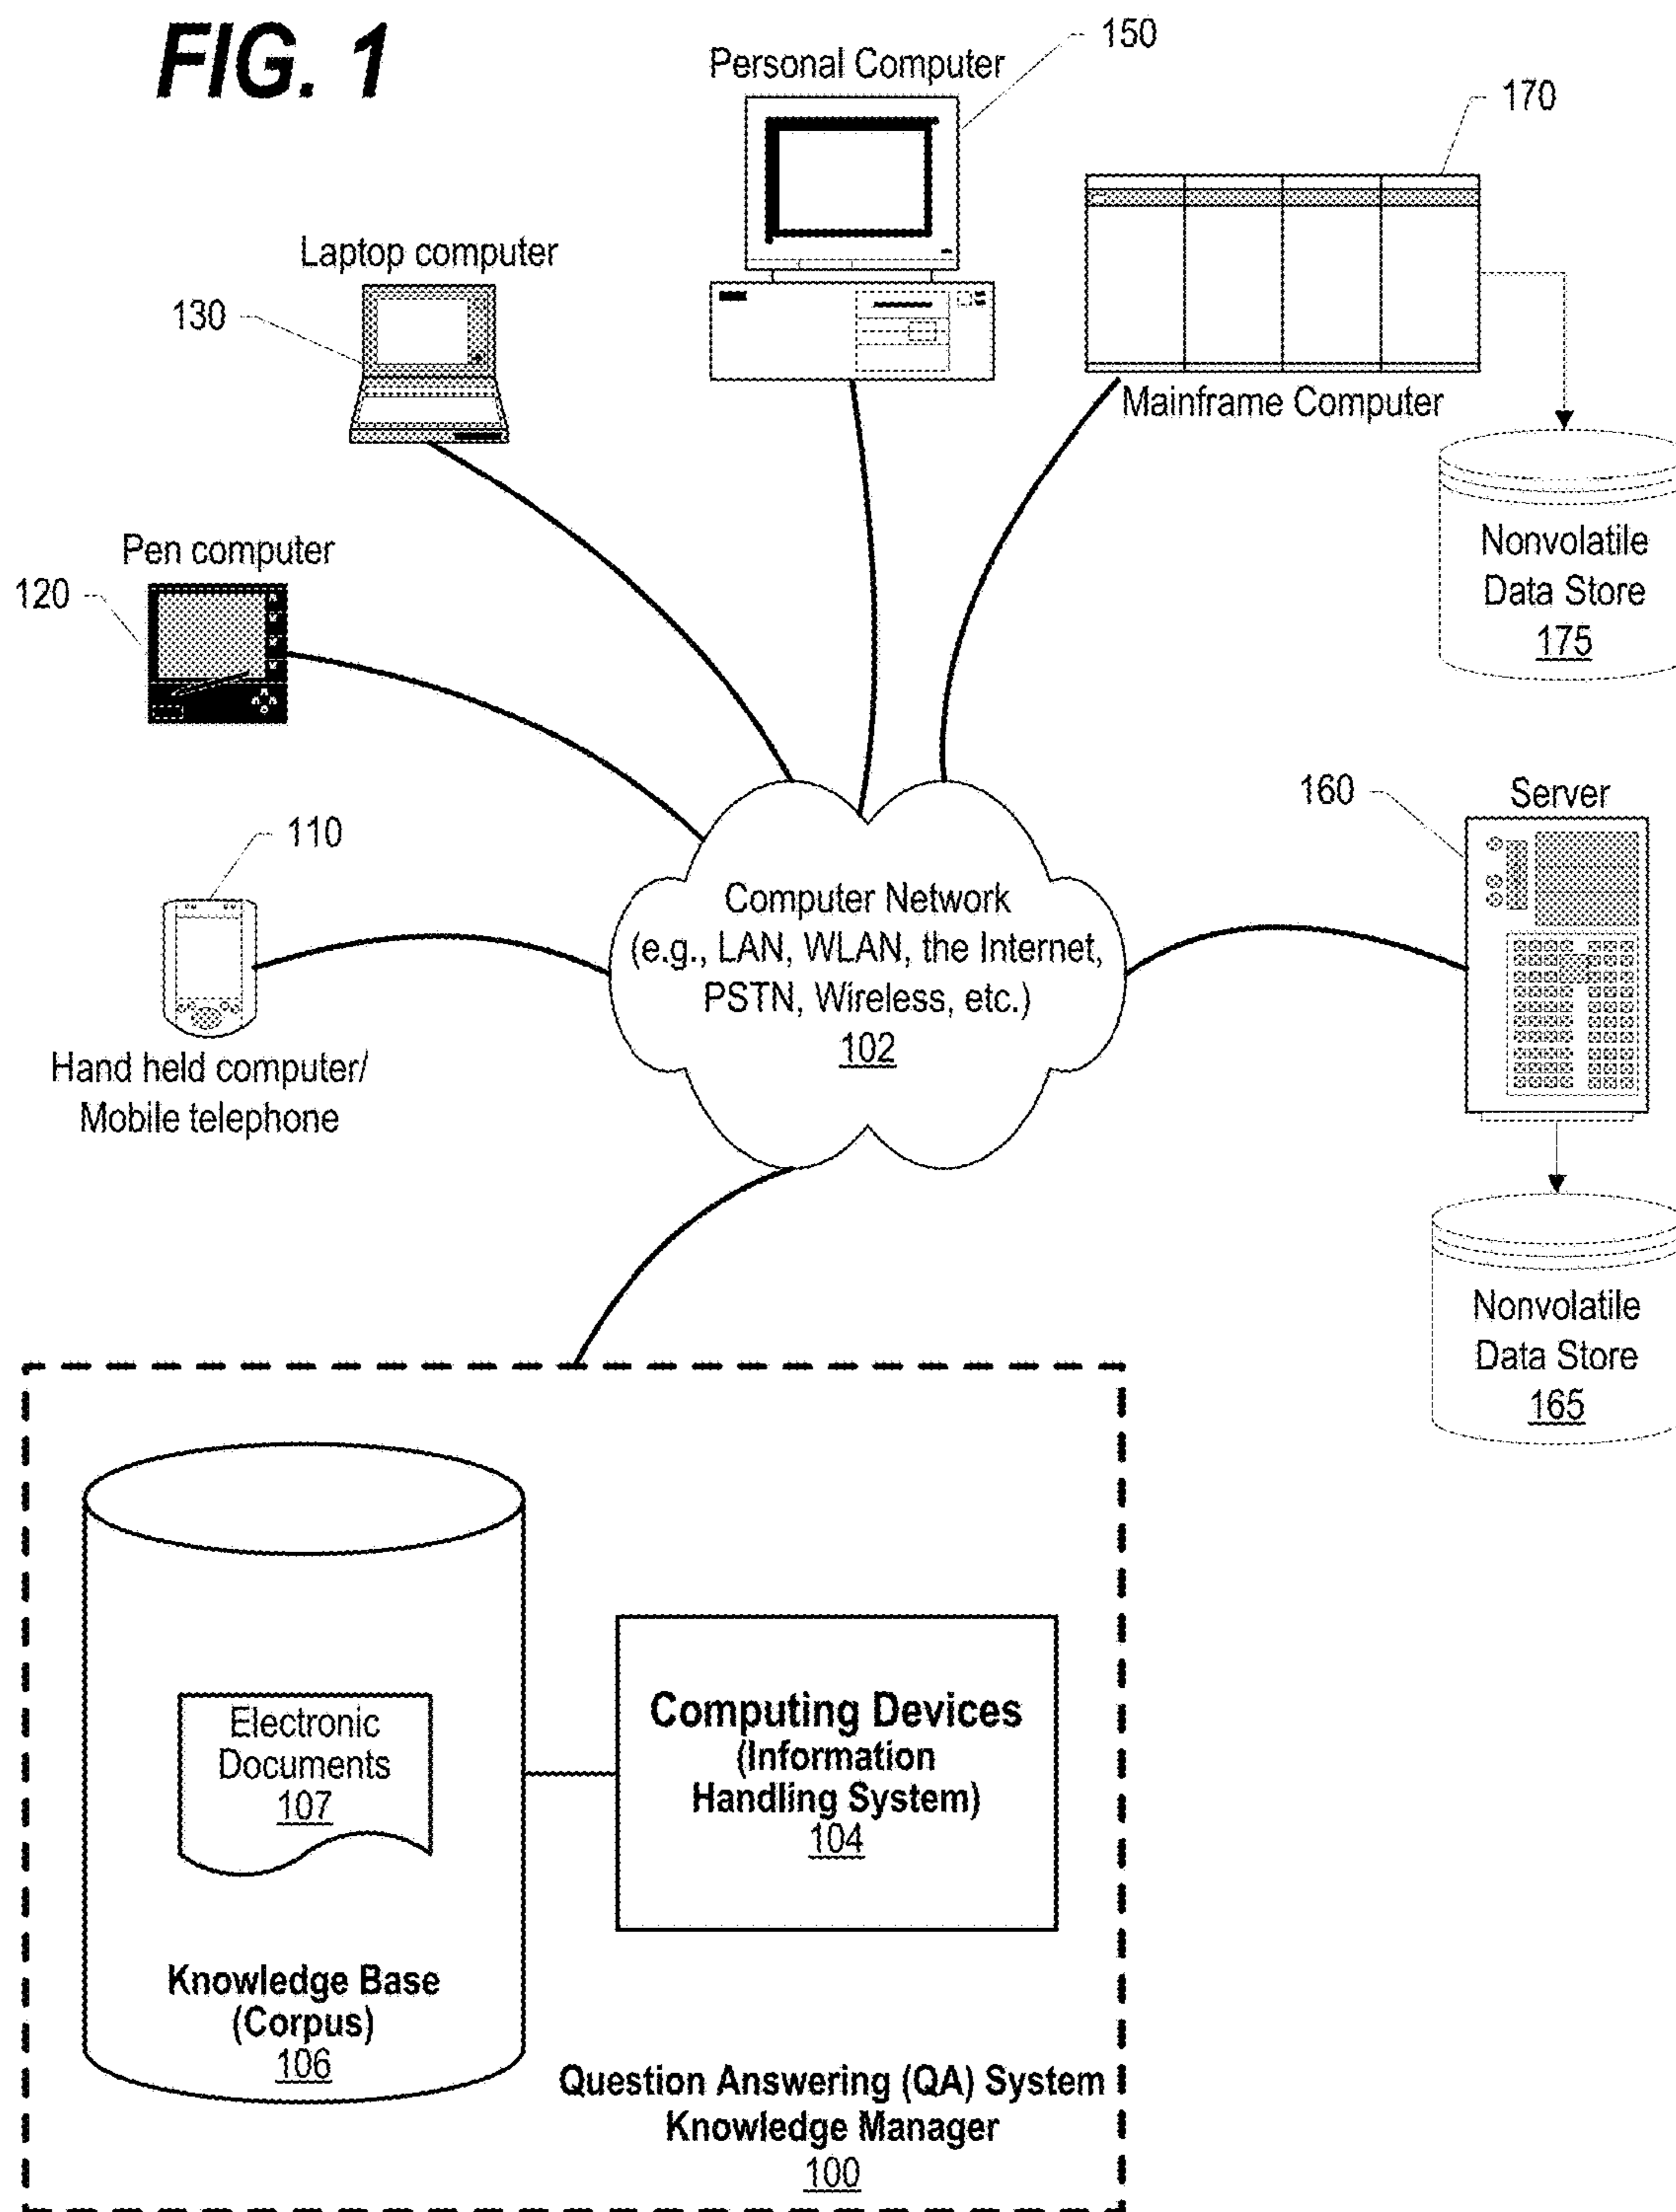 FIG. 1
Personal Computer
150
170
Laptop computer
130
Mainframe Computer
Nonvolatile
Data Store
175
Pen computer
120
160
Server
110
Computer Network
(e.g., LAN, WLAN, the Internet,
PSTN, Wireless, etc.)
102
Hand held computer/
Mobile telephone
Nonvolatile
Data Store
165
Electronic
Documents
107
Computing Devices
(Information
Handling System)
104
Knowledge Base
(Corpus)
106
Question Answering (QA) System
Knowledge Manager
100